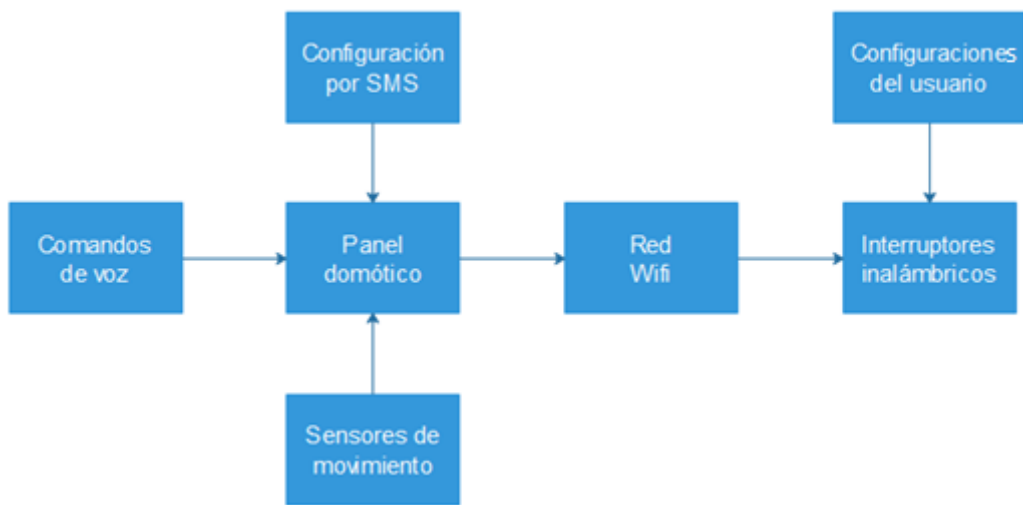 Configuración
por SMS
Configuraciones
del usuario
Comandos
de voz
Panel
domótico
Red
Wifi
Interruptores
inalámbricos
Sensores de
movimiento